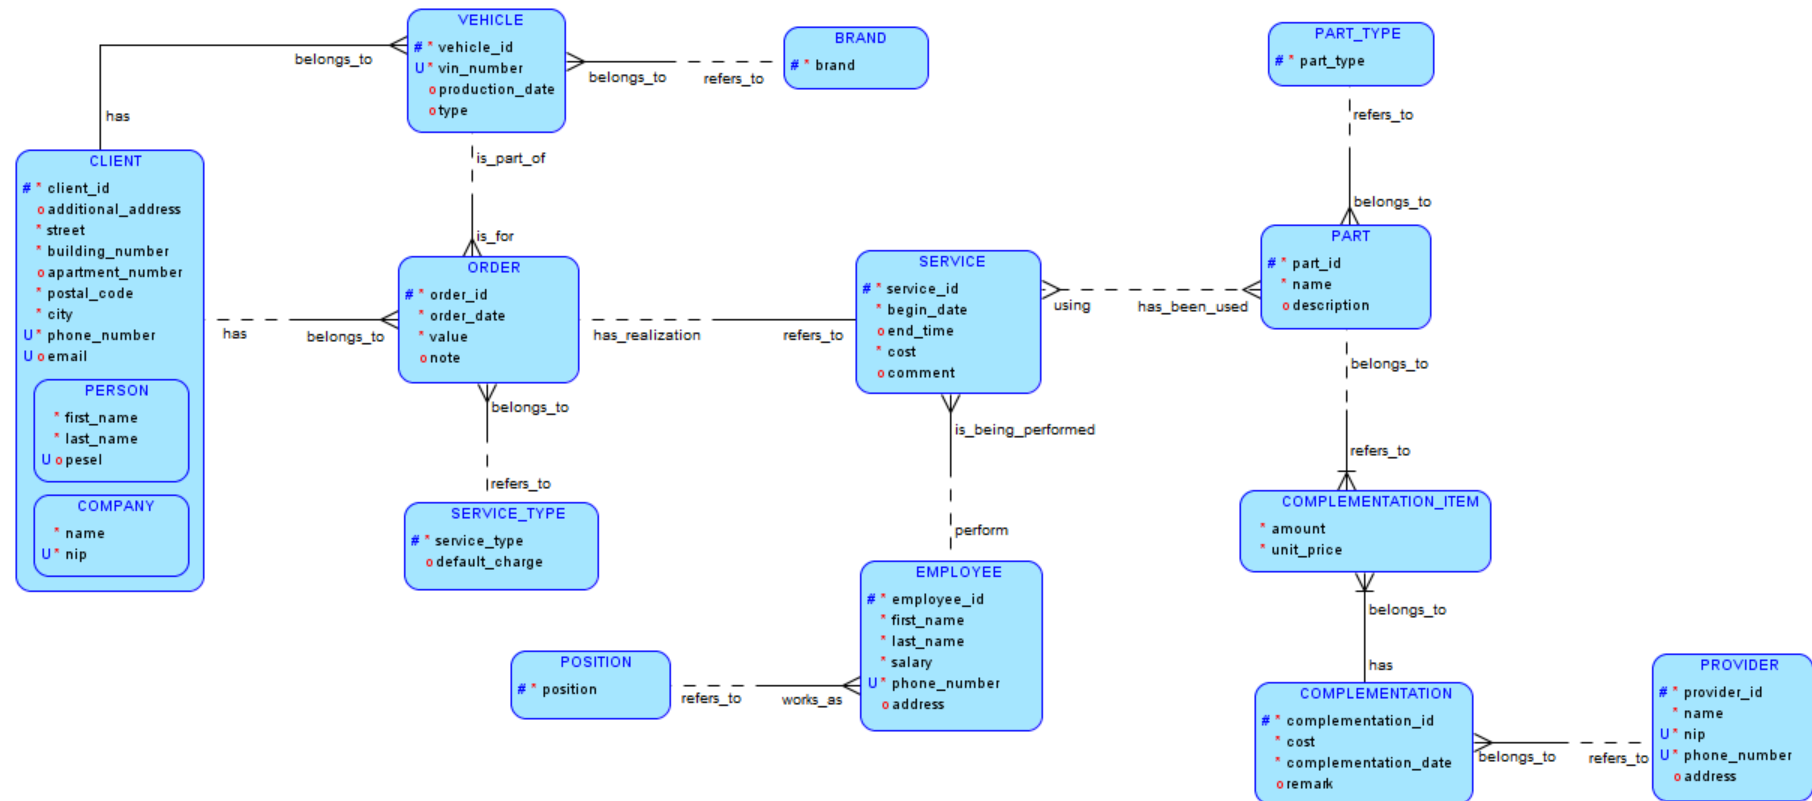 VEHICLE
# * vehicle_id
U * vin_number
o production_date
o type
belongs_to
has
belongs_to
refers_to
BRAND
# * brand
PART_TYPE
# * part_type
refers_to
belongs_to
CLIENT
# * client_id
o additional_address
* street
* building_number
o apartment_number
* postal_code
* city
U * phone_number
U o email
PERSON
* first_name
* last_name
U o pesel
COMPANY
* name
U * nip
is_part_of
is_for
has
belongs_to
ORDER
# * order_id
* order_date
* value
o note
has_realization
refers_to
SERVICE
# * service_id
* begin_date
o end_time
* cost
o comment
using
has_been_used
PART
# * part_id
* name
o description
belongs_to
refers_to
belongs_to
refers_to
SERVICE_TYPE
# * service_type
o default_charge
is_being_performed
perform
COMPLEMENTATION_ITEM
* amount
* unit_price
EMPLOYEE
# * employee_id
* first_name
* last_name
* salary
U * phone_number
o address
POSITION
# * position
refers_to
works_as
belongs_to
has
COMPLEMENTATION
# * complementation_id
* cost
* complementation_date
o remark
belongs_to
refers_to
PROVIDER
# * provider_id
* name
U * nip
U * phone_number
o address